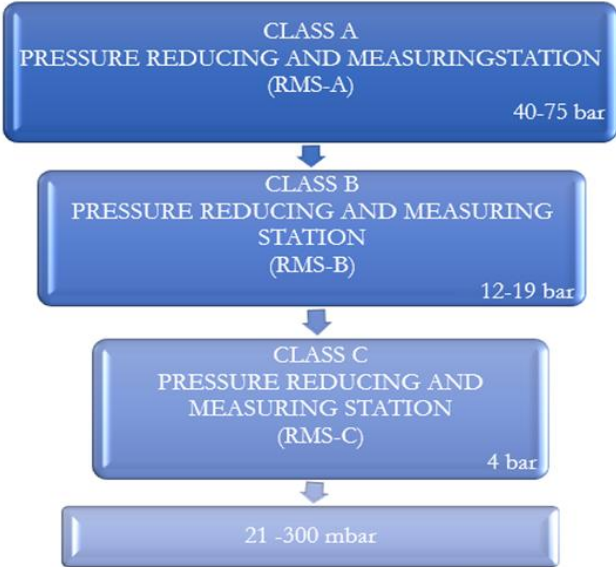 CLASS A
PRESSURE REDUCING AND MEASURINGSTATION
(RMS-A)
40-75 bar
CLASS B
PRESSURE REDUCING AND MEASURING
STATION
(RMS-B)
12-19 bar
CLASS C
PRESSURE REDUCING AND
MEASURING STATION
(RMS-C)
4 bar
21 -300 mbar